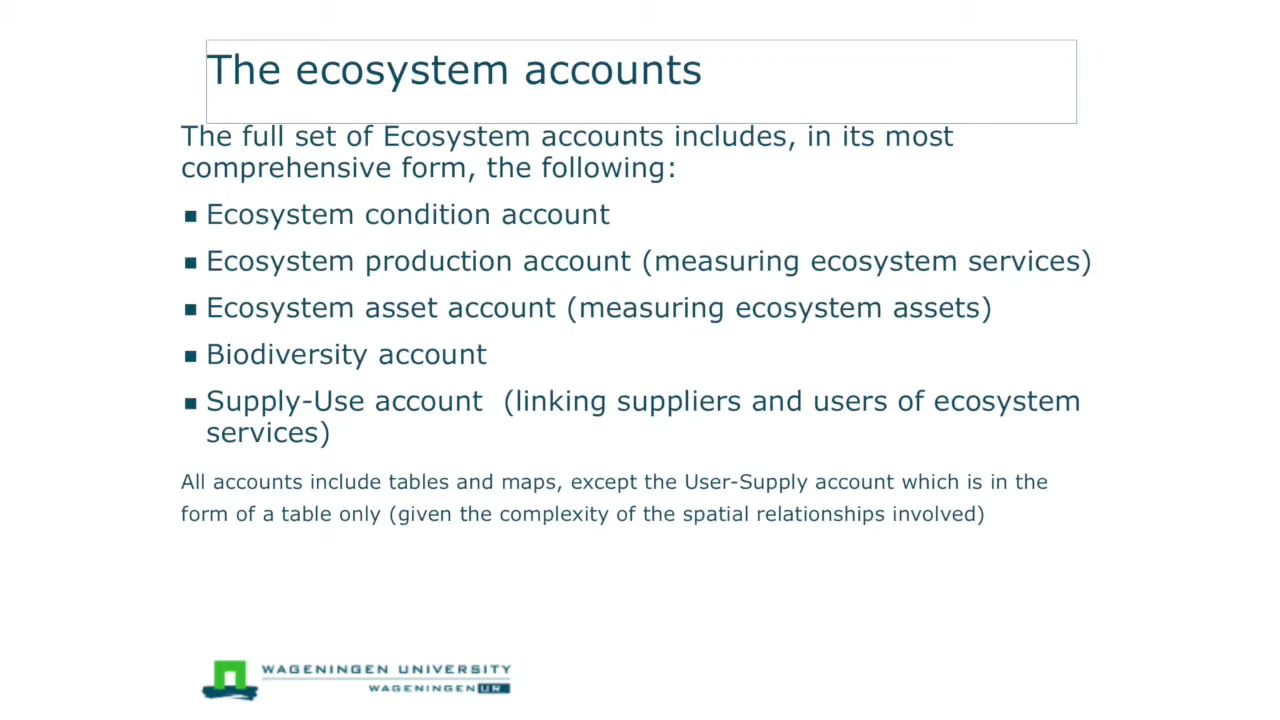 The ecosystem accounts
The full set of Ecosystem accounts includes, in its most
comprehensive form, the following:
▪ Ecosystem condition account
▪ Ecosystem production account (measuring ecosystem services)
▪ Ecosystem asset account (measuring ecosystem assets)
▪ Biodiversity account
▪ Supply-Use account (linking suppliers and users of ecosystem
services)
All accounts include tables and maps, except the User-Supply account which is in the
form of a table only (given the complexity of the spatial relationships involved)
WAGENINGEN UNIVERSITY
WAGENINGEN UR